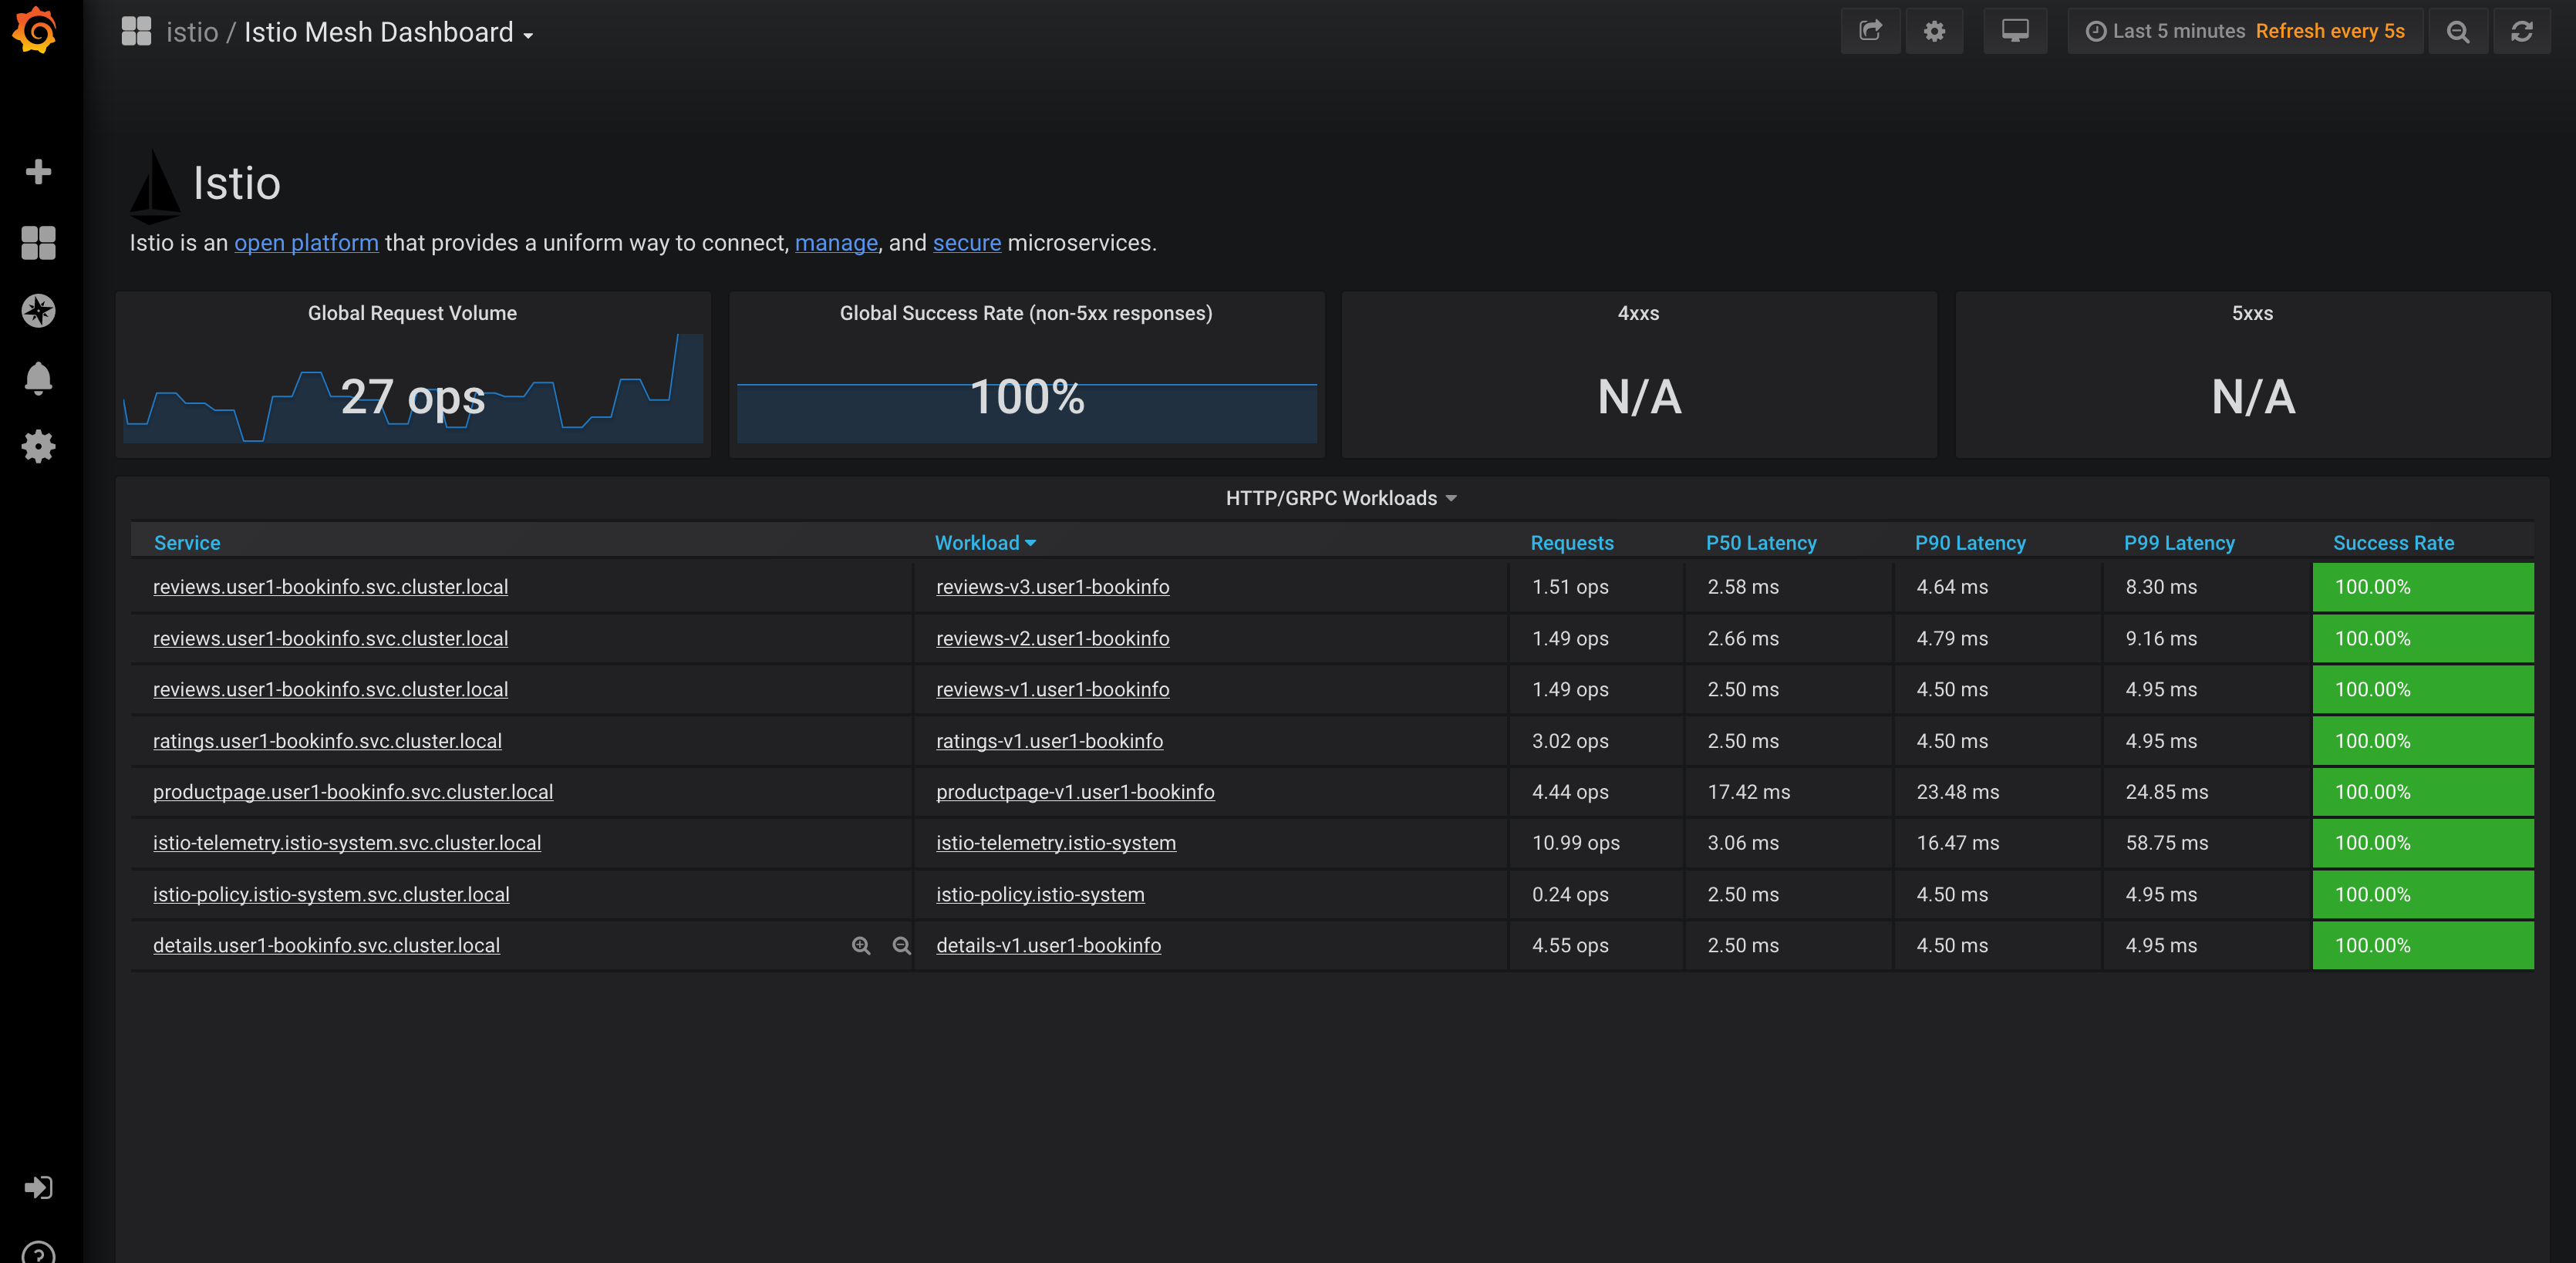 istio / Istio Mesh Dashboard
Last 5 minutes Refresh every 5s
Istio
Istio is an open platform that provides a uniform way to connect, manage, and secure microservices.
Global Request Volume
27 ops
Global Success Rate (non-5xx responses)
100%
4xxs
N/A
5xxs
N/A
HTTP/GRPC Workloads
Service Workload Requests P50 Latency P90 Latency P99 Latency Success Rate
reviews.user1-bookinfo.svc.cluster.local reviews-v3.user1-bookinfo 1.51 ops 2.58 ms 4.64 ms 8.30 ms 100.00%
reviews.user1-bookinfo.svc.cluster.local reviews-v2.user1-bookinfo 1.49 ops 2.66 ms 4.79 ms 9.16 ms 100.00%
reviews.user1-bookinfo.svc.cluster.local reviews-v1.user1-bookinfo 1.49 ops 2.50 ms 4.50 ms 4.95 ms 100.00%
ratings.user1-bookinfo.svc.cluster.local ratings-v1.user1-bookinfo 3.02 ops 2.50 ms 4.50 ms 4.95 ms 100.00%
productpage.user1-bookinfo.svc.cluster.local productpage-v1.user1-bookinfo 4.44 ops 17.42 ms 23.48 ms 24.85 ms 100.00%
istio-telemetry.istio-system.svc.cluster.local istio-telemetry.istio-system 10.99 ops 3.06 ms 16.47 ms 58.75 ms 100.00%
istio-policy.istio-system.svc.cluster.local istio-policy.istio-system 0.24 ops 2.50 ms 4.50 ms 4.95 ms 100.00%
details.user1-bookinfo.svc.cluster.local details-v1.user1-bookinfo 4.55 ops 2.50 ms 4.50 ms 4.95 ms 100.00%